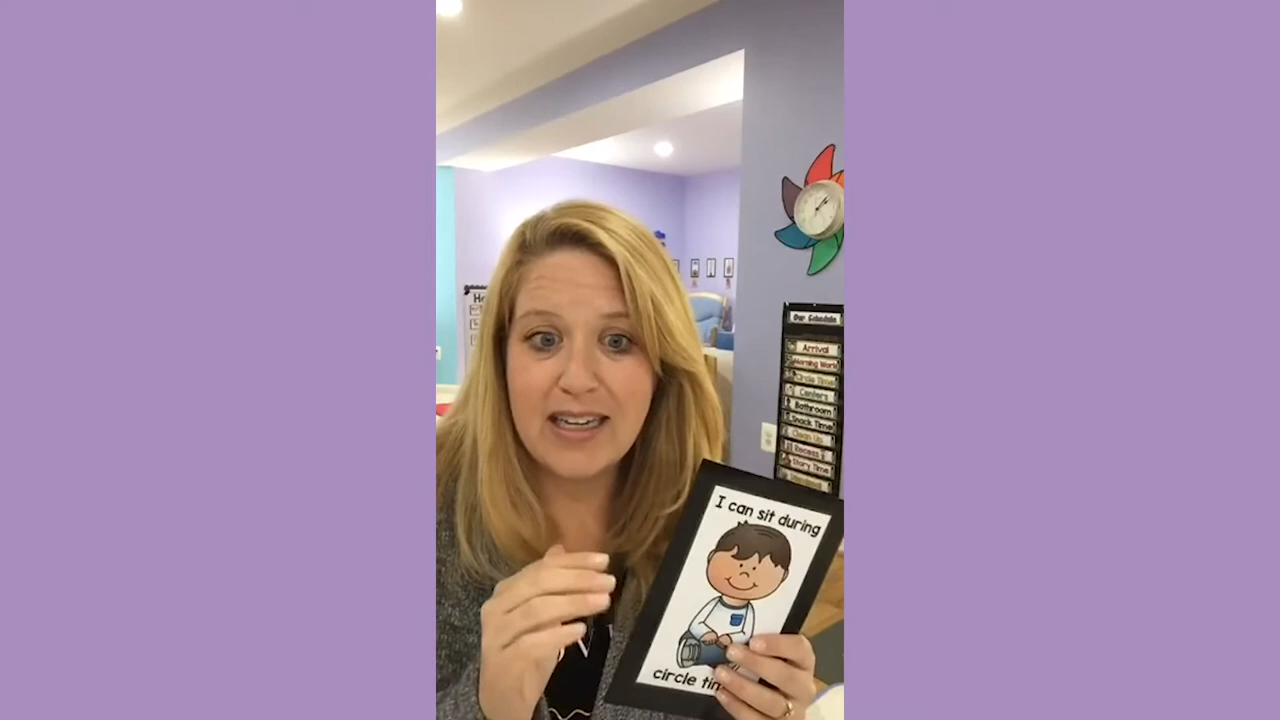 Our Schedule
Arrival
Morning Work
Circle Time
Centers
Bathroom
Snack Time
Clean Up
Recess
Story Time
I can sit during
circle